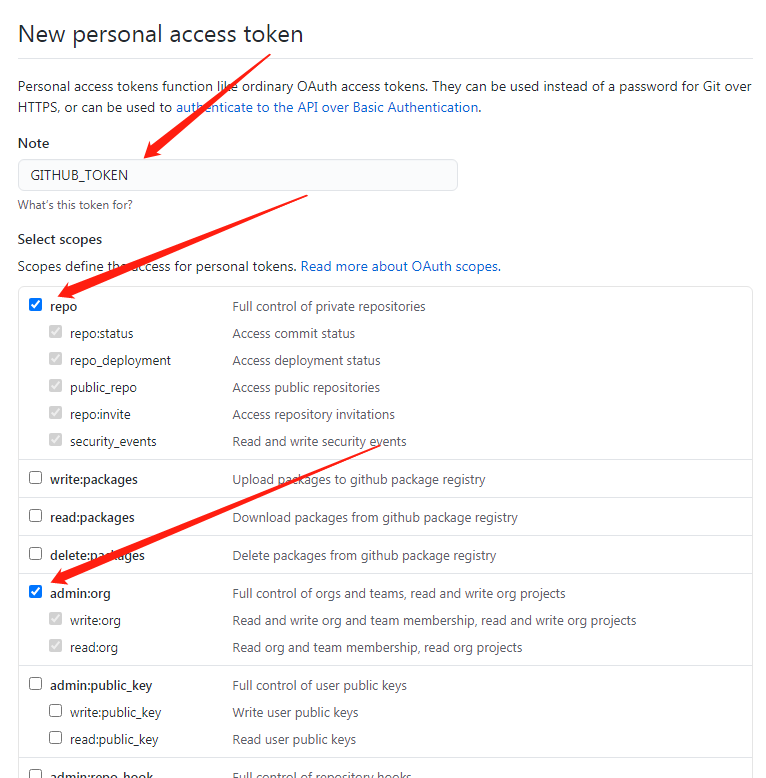 New personal access token
Personal access tokens function like ordinary OAuth access tokens. They can be used instead of a password for Git over
HTTPS, or can be used to authenticate to the API over Basic Authentication.
Note
GITHUB_TOKEN
What's this token for?
Select scopes
Scopes define the access for personal tokens. Read more about OAuth scopes.
repo Full control of private repositories
repo:status Access commit status
repo_deployment Access deployment status
public_repo Access public repositories
repo:invite Access repository invitations
security_events Read and write security events
write:packages Upload packages to github package registry
read:packages Download packages from github package registry
delete:packages Delete packages from github package registry
admin:org Full control of orgs and teams, read and write org projects
write:org Read and write org and team membership, read and write org projects
read:org Read org and team membership, read org projects
admin:public_key Full control of user public keys
write:public_key Write user public keys
read:public_key Read user public keys
admin:repo_hook Full control of repository hooks